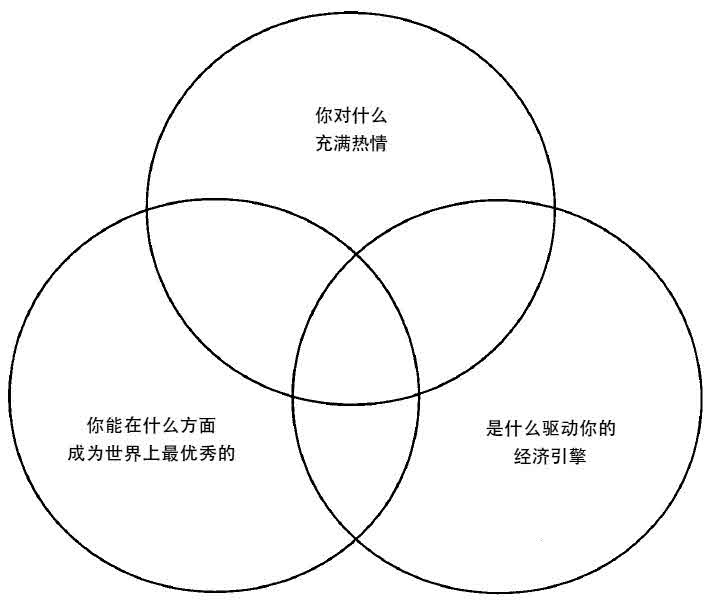 你对什么
充满热情
你能在什么方面
成为世界上最优秀的
是什么驱动你的
经济引擎